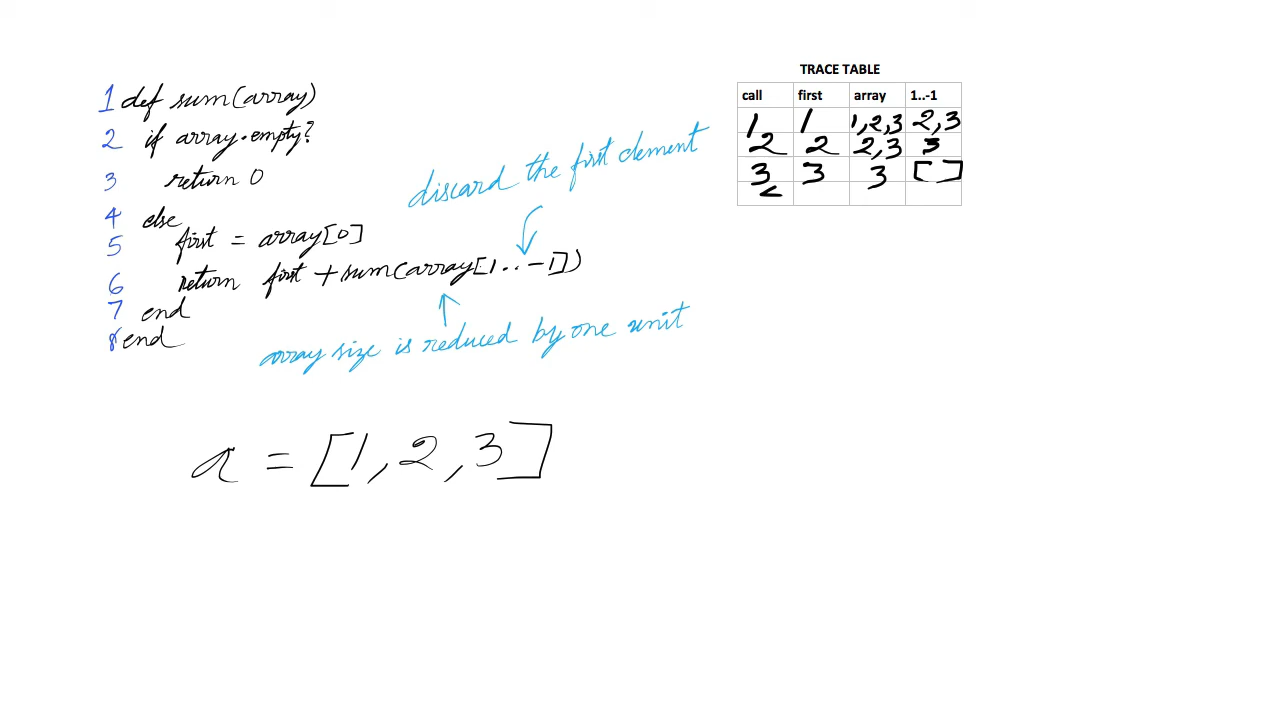 1 def sum(array)
2 if array.empty?
3 return 0
4 else
5 first = array[0]
6 return first + sum(array[1..-1])
7 end
8 end
discard the first element
array size is reduced by one unit
a = [1, 2, 3]
TRACE TABLE
call first array 1..-1
1 1 1,2,3 2,3
2 2 2,3 3
3 3 3 []